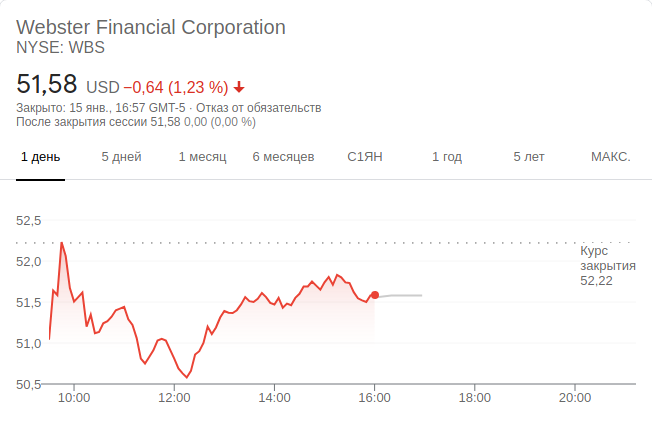 Webster Financial Corporation
NYSE: WBS
51,58 USD −0,64 (1,23 %)
Закрыто: 15 янв., 16:57 GMT-5 · Отказ от обязательств
После закрытия сессии 51,58 0,00 (0,00 %)
1 день 5 дней 1 месяц 6 месяцев С1ЯН 1 год 5 лет МАКС.
52,5
52,0
51,5
51,0
50,5
Курс
закрытия
52,22
10:00 12:00 14:00 16:00 18:00 20:00